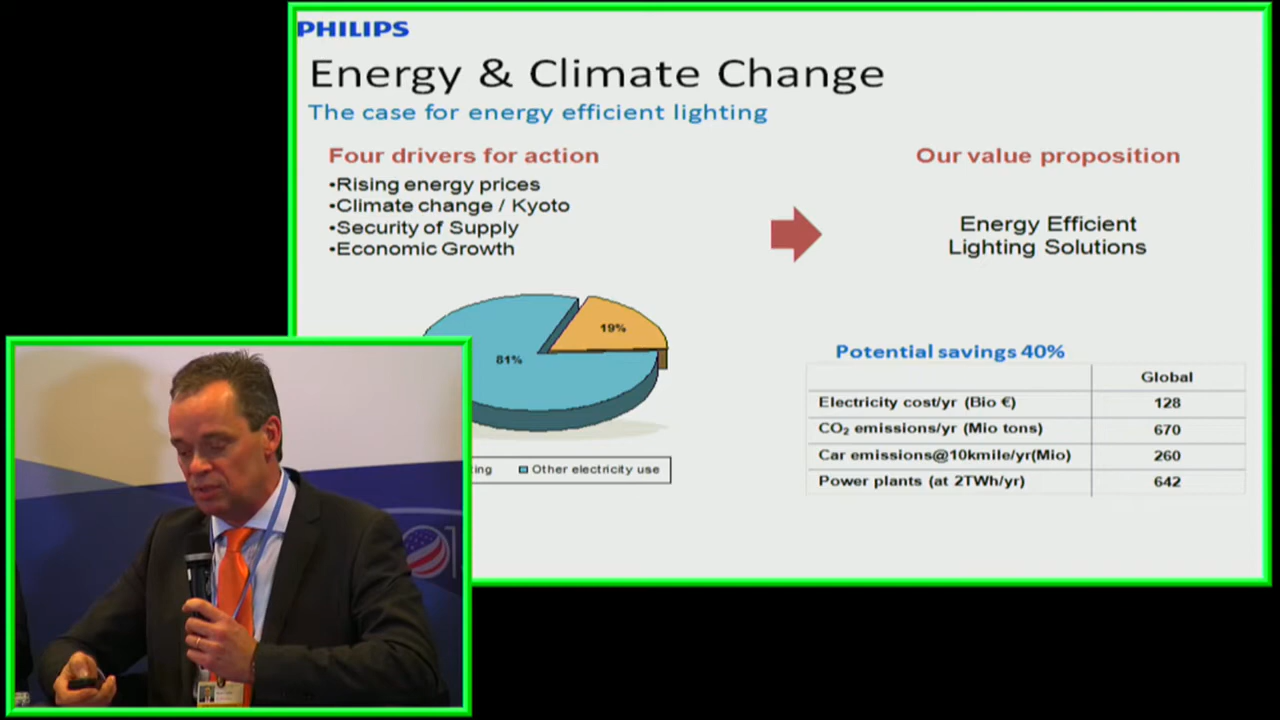 PHILIPS
Energy & Climate Change
The case for energy efficient lighting
Four drivers for action
•Rising energy prices
•Climate change / Kyoto
•Security of Supply
•Economic Growth
Our value proposition
Energy Efficient
Lighting Solutions
19%
81%
ting
Other electricity use
Potential savings 40%
Global
Electricity cost/yr (Bio €) 128
CO₂ emissions/yr (Mio tons) 670
Car emissions@10kmile/yr(Mio) 260
Power plants (at 2TWh/yr) 642